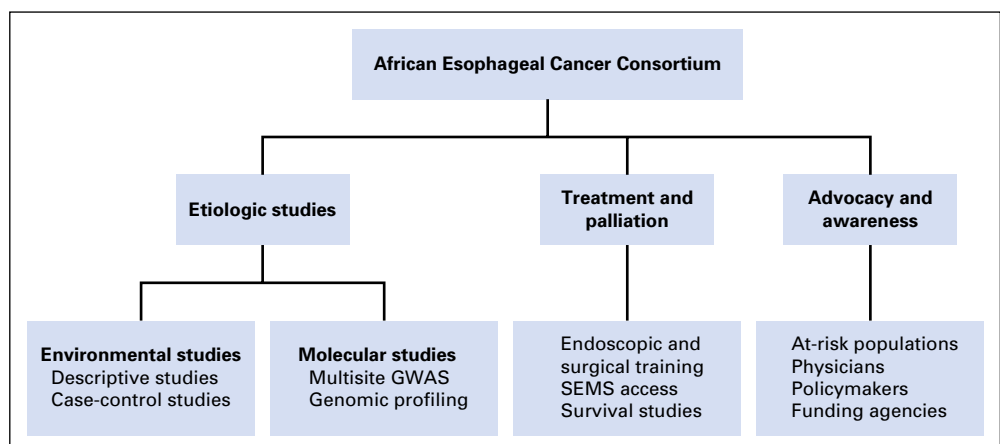 African Esophageal Cancer Consortium
Etiologic studies
Treatment and
palliation
Advocacy and
awareness
Environmental studies
Descriptive studies
Case-control studies
Molecular studies
Multisite GWAS
Genomic profiling
Endoscopic and
surgical training
SEMS access
Survival studies
At-risk populations
Physicians
Policymakers
Funding agencies